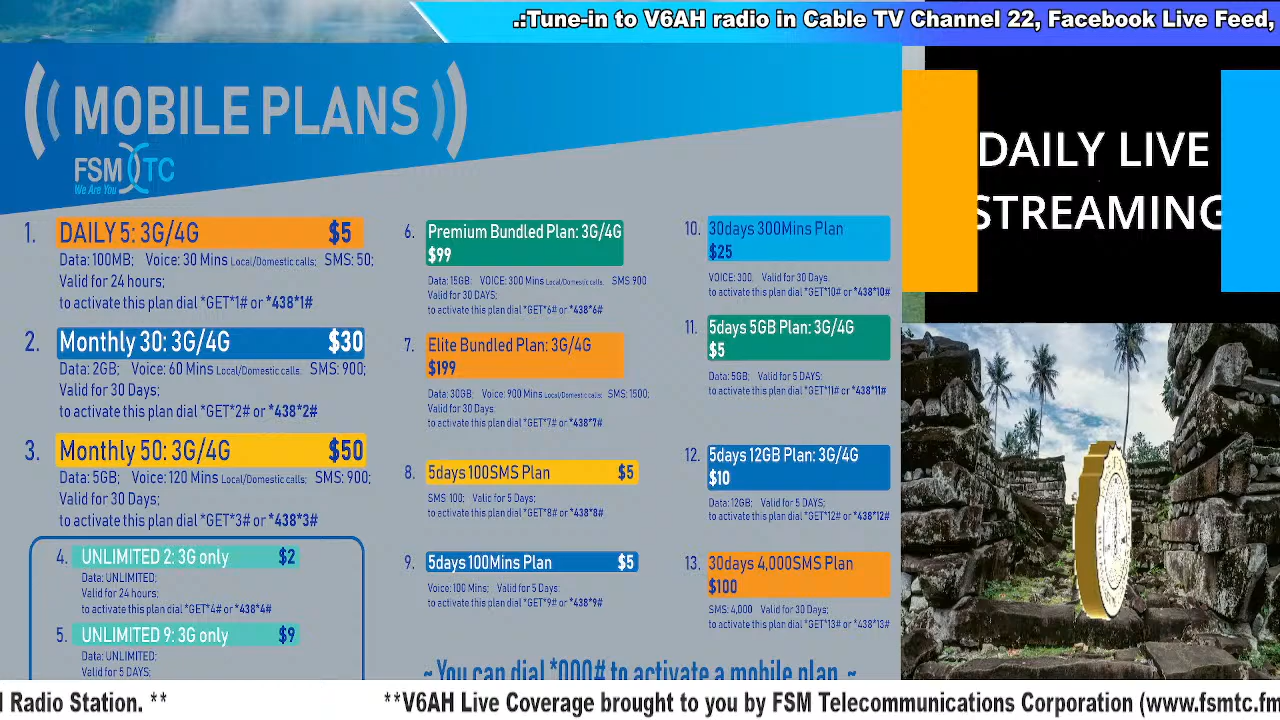 .:Tune-in to V6AH radio in Cable TV Channel 22, Facebook Live Feed,
MOBILE PLANS
FSMTC
We Are You
1. DAILY 5: 3G/4G $5
Data: 100MB; Voice: 30 Mins Local/Domestic calls; SMS: 50;
Valid for 24 hours;
to activate this plan dial *GET*1# or *438*1#
2. Monthly 30: 3G/4G $30
Data: 2GB; Voice: 60 Mins Local/Domestic calls. SMS: 900;
Valid for 30 Days;
to activate this plan dial *GET*2# or *438*2#
3. Monthly 50: 3G/4G $50
Data: 5GB; Voice: 120 Mins Local/Domestic calls; SMS: 900;
Valid for 30 Days;
to activate this plan dial *GET*3# or *438*3#
4. UNLIMITED 2: 3G only $2
Data: UNLIMITED;
Valid for 24 hours;
to activate this plan dial *GET*4# or *438*4#
5. UNLIMITED 9: 3G only $9
Data: UNLIMITED;
Valid for 5 DAYS;
6. Premium Bundled Plan: 3G/4G
$99
Data: 15GB; VOICE: 300 Mins Local/Domestic calls. SMS 900
Valid for 30 DAYS;
to activate this plan dial *GET*6# or *438*6#
7. Elite Bundled Plan: 3G/4G
$199
Data: 30GB; Voice: 900 Mins Local/Domestic calls; SMS: 1500;
Valid for 30 Days:
to activate this plan dial *GET*7# or *438*7#
8. 5days 100SMS Plan $5
SMS 100; Valid for 5 Days;
to activate this plan dial *GET*8# or *438*8#
9. 5days 100Mins Plan $5
Voice: 100 Mins; Valid for 5 Days:
to activate this plan dial *GET*9# or *438*9#
~ You can dial *000# to activate a mobile plan ~
10. 30days 300Mins Plan
$25
VOICE: 300. Valid for 30 Days.
to activate this plan dial *GET*10# or *438*10#
11. 5days 5GB Plan: 3G/4G
$5
Data: 5GB; Valid for 5 DAYS;
to activate this plan dial *GET*11# or *438*11#
12. 5days 12GB Plan: 3G/4G
$10
Data: 12GB; Valid for 5 DAYS;
to activate this plan dial *GET*12# or *438*12#
13. 30days 4,000SMS Plan
$100
SMS: 4,000 Valid for 30 Days;
to activate this plan dial *GET*13# or *438*13#
DAILY LIVE
STREAMING
l Radio Station. ** **V6AH Live Coverage brought to you by FSM Telecommunications Corporation (www.fsmtc.fm